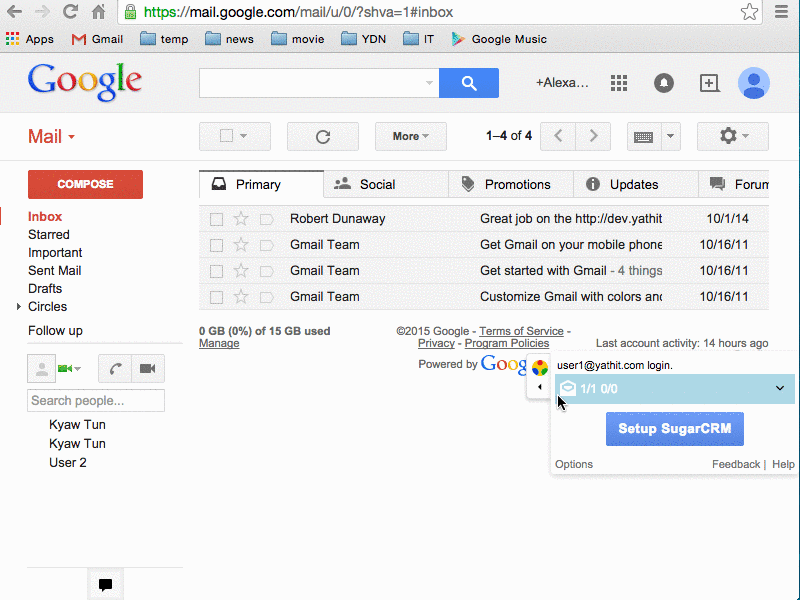 https://mail.google.com/mail/u/0/?shva=1#inbox
Apps Gmail temp news movie YDN IT Google Music
Google +Alexa...
Mail More 1–4 of 4
COMPOSE
Primary Social Promotions Updates Forum
Inbox
Starred
Important
Sent Mail
Drafts
Circles
Follow up
Robert Dunaway Great job on the http://dev.yathit 10/1/14
Gmail Team Get Gmail on your mobile phone 10/16/11
Gmail Team Get started with Gmail - 4 things 10/16/11
Gmail Team Customize Gmail with colors and 10/16/11
0 GB (0%) of 15 GB used
Manage
©2015 Google - Terms of Service -
Privacy - Program Policies
Powered by Goog
Last account activity: 14 hours ago
Search people...
Kyaw Tun
Kyaw Tun
User 2
user1@yathit.com login.
1/1 0/0
Setup SugarCRM
Options Feedback | Help